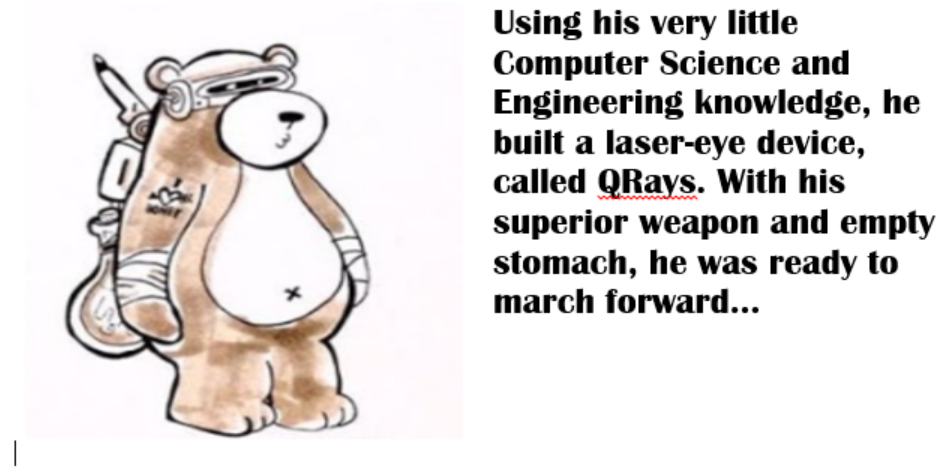 Using his very little
Computer Science and
Engineering knowledge, he
built a laser-eye device,
called QRays. With his
superior weapon and empty
stomach, he was ready to
march forward...